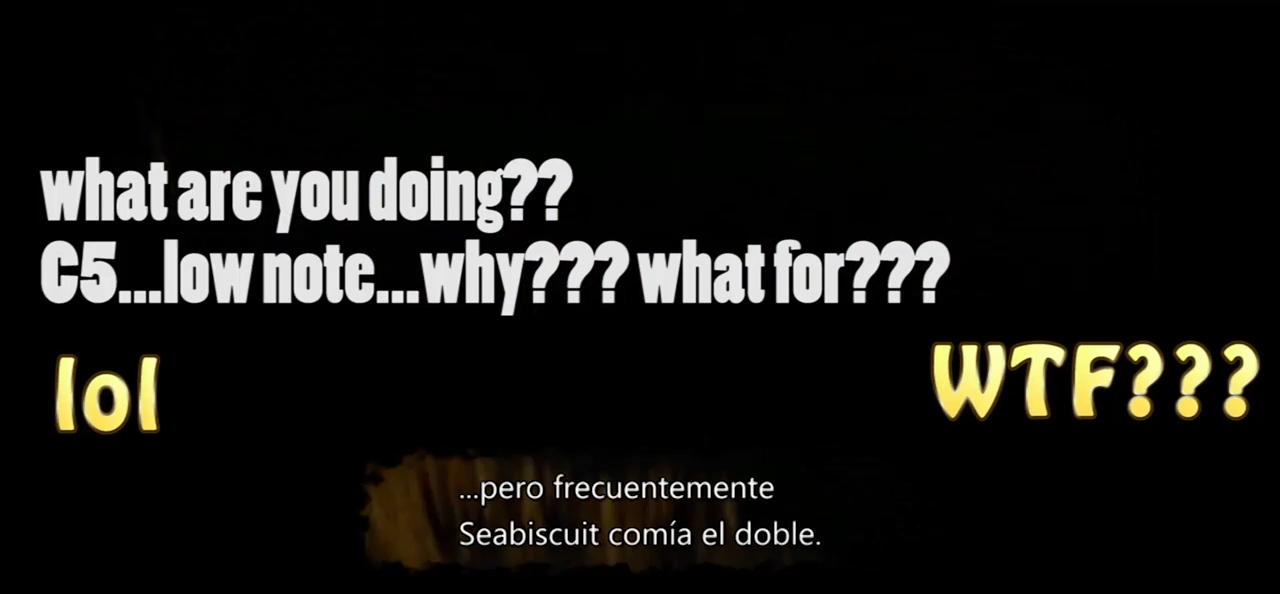 what are you doing??
C5...low note...why??? what for???
lol
WTF???
...pero frecuentemente
Seabiscuit comía el doble.